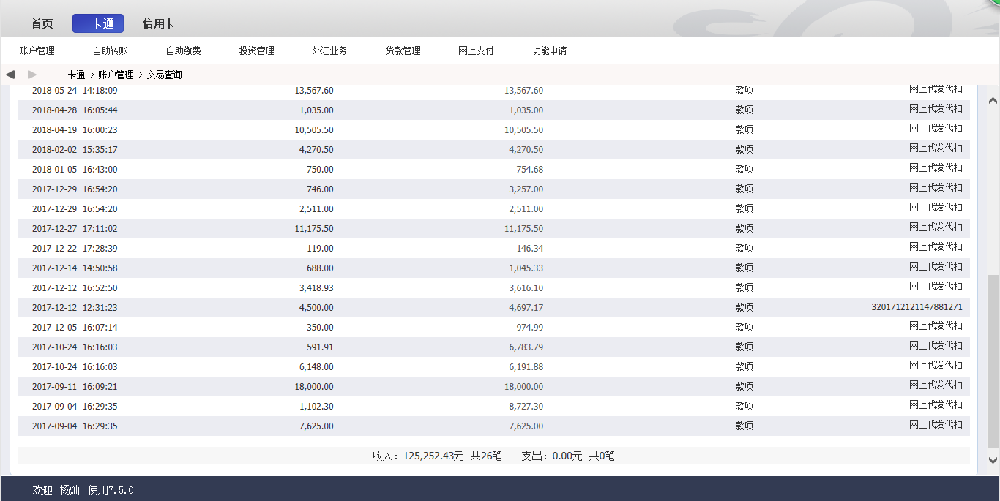 首页 一卡通 信用卡
账户管理 自助转账 自助缴费 投资管理 外汇业务 贷款管理 网上支付 功能申请
一卡通 > 账户管理 > 交易查询
2018-05-24 14:18:09 13,567.60 13,567.60 款项 网上代发代扣
2018-04-28 16:05:44 1,035.00 1,035.00 款项 网上代发代扣
2018-04-19 16:00:23 10,505.50 10,505.50 款项 网上代发代扣
2018-02-02 15:35:17 4,270.50 4,270.50 款项 网上代发代扣
2018-01-05 16:43:00 750.00 754.68 款项 网上代发代扣
2017-12-29 16:54:20 746.00 3,257.00 款项 网上代发代扣
2017-12-29 16:54:20 2,511.00 2,511.00 款项 网上代发代扣
2017-12-27 17:11:02 11,175.50 11,175.50 款项 网上代发代扣
2017-12-22 17:28:39 119.00 146.34 款项 网上代发代扣
2017-12-14 14:50:58 688.00 1,045.33 款项 网上代发代扣
2017-12-12 16:52:50 3,418.93 3,616.10 款项 网上代发代扣
2017-12-12 12:31:23 4,500.00 4,697.17 款项 3201712121147881271
2017-12-05 16:07:14 350.00 974.99 款项 网上代发代扣
2017-10-24 16:16:03 591.91 6,783.79 款项 网上代发代扣
2017-10-24 16:16:03 6,148.00 6,191.88 款项 网上代发代扣
2017-09-11 16:09:21 18,000.00 18,000.00 款项 网上代发代扣
2017-09-04 16:29:35 1,102.30 8,727.30 款项 网上代发代扣
2017-09-04 16:29:35 7,625.00 7,625.00 款项 网上代发代扣
收入：125,252.43元 共26笔 支出：0.00元 共0笔
欢迎 杨灿 使用7.5.0